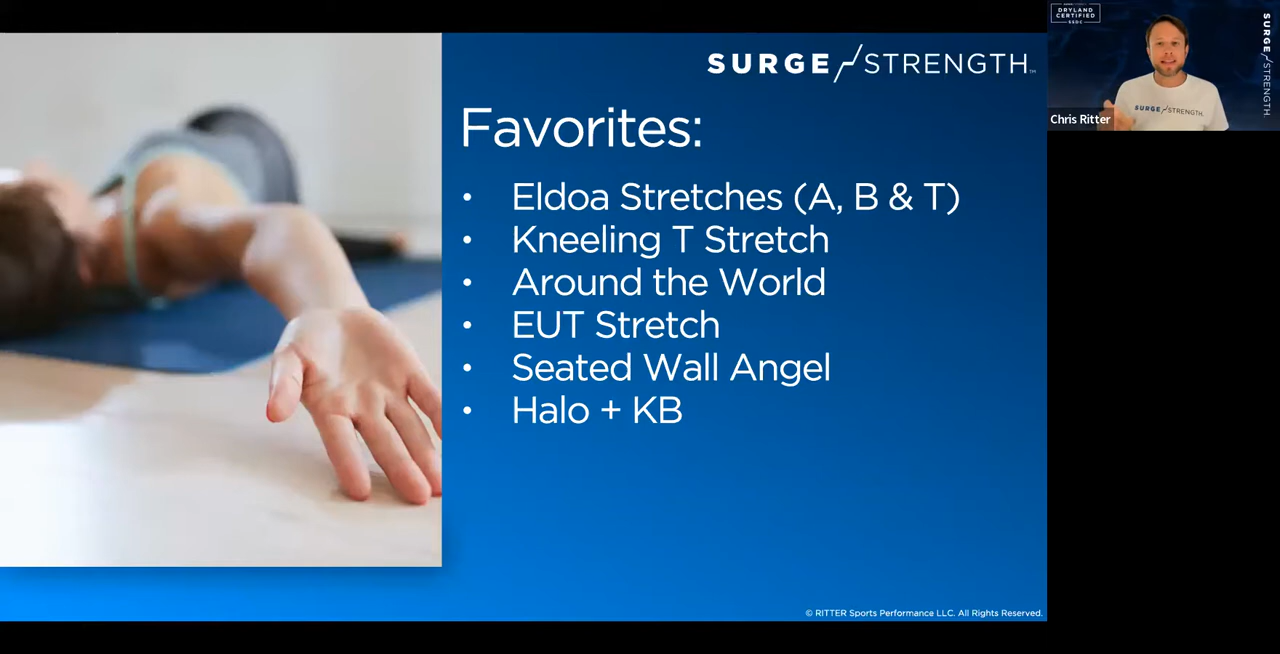 SURGE STRENGTH™
Favorites:
• Eldoa Stretches (A, B & T)
• Kneeling T Stretch
• Around the World
• EUT Stretch
• Seated Wall Angel
• Halo + KB
© RITTER Sports Performance LLC. All Rights Reserved.
DRYLAND
CERTIFIED
SURGE STRENGTH.
SURGE STRENGTH.
Chris Ritter